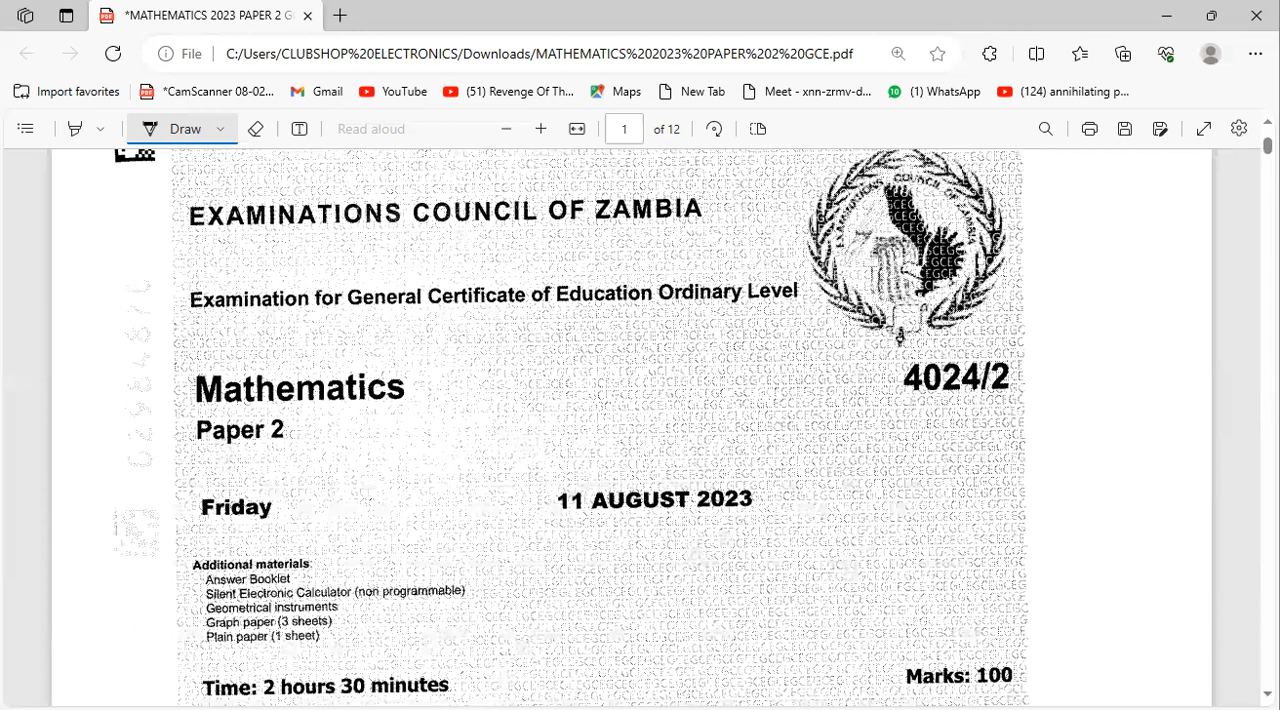 *MATHEMATICS 2023 PAPER 2 G
File C:/Users/CLUBSHOP%20ELECTRONICS/Downloads/MATHEMATICS%202023%20PAPER%202%20GCE.pdf
Import favorites *CamScanner 08-02... Gmail YouTube (51) Revenge Of Th... Maps New Tab Meet - xnn-zrmv-d... 10 (1) WhatsApp (124) annihilating p...
Draw Read aloud 1 of 12
EXAMINATIONS COUNCIL OF ZAMBIA
Examination for General Certificate of Education Ordinary Level
Mathematics 4024/2
Paper 2
Friday 11 AUGUST 2023
Additional materials
Answer Booklet
Silent Electronic Calculator (non programmable)
Geometrical instruments
Graph paper (3 sheets)
Plain paper (1 sheet)
Time: 2 hours 30 minutes Marks: 100